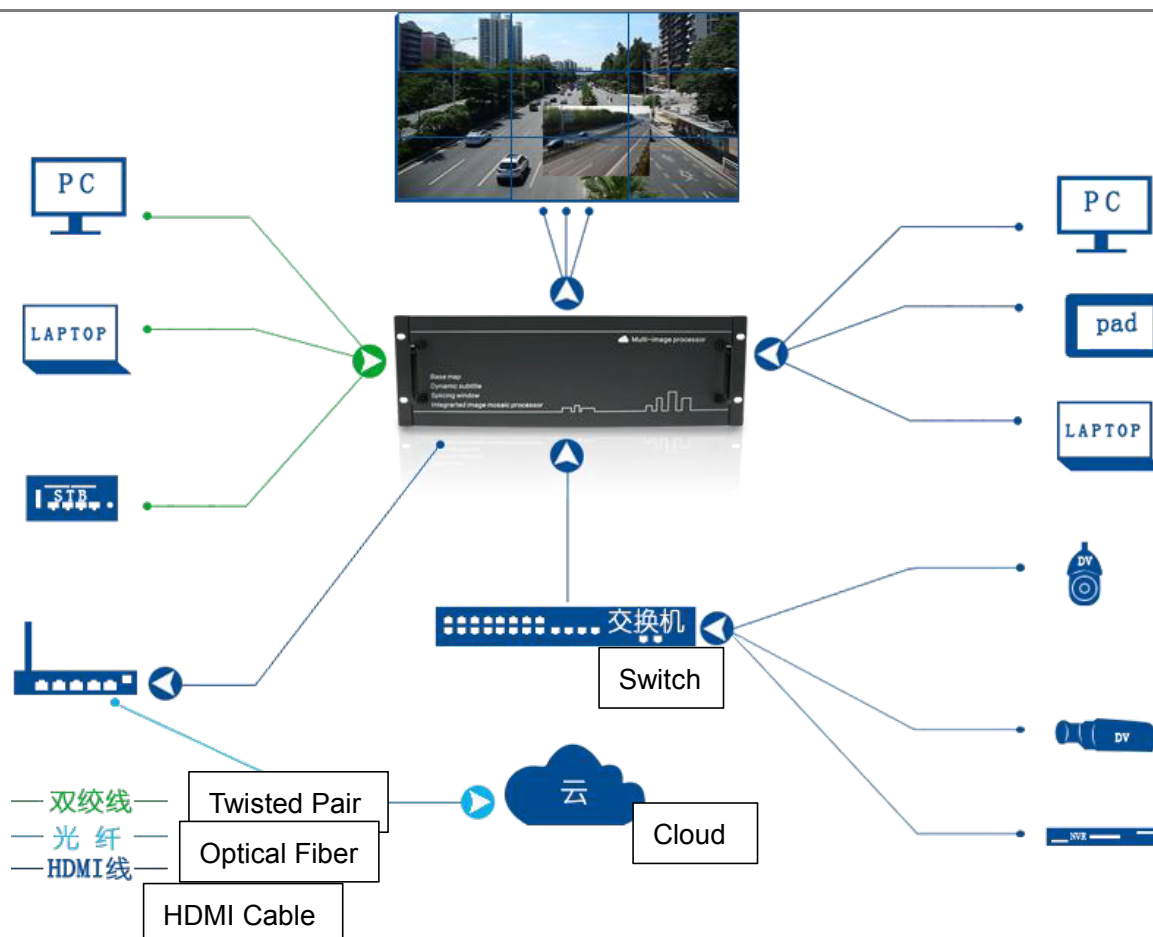 PC
PC
LAPTOP
pad
Multi-image processor
Base map
Dynamic subtitle
Splicing window
Integrarted image mosaic processor
LAPTOP
STB
DV
交换机
Switch
DV
云
Cloud
双绞线
Twisted Pair
光 纤
Optical Fiber
NVR
HDMI线
HDMI Cable